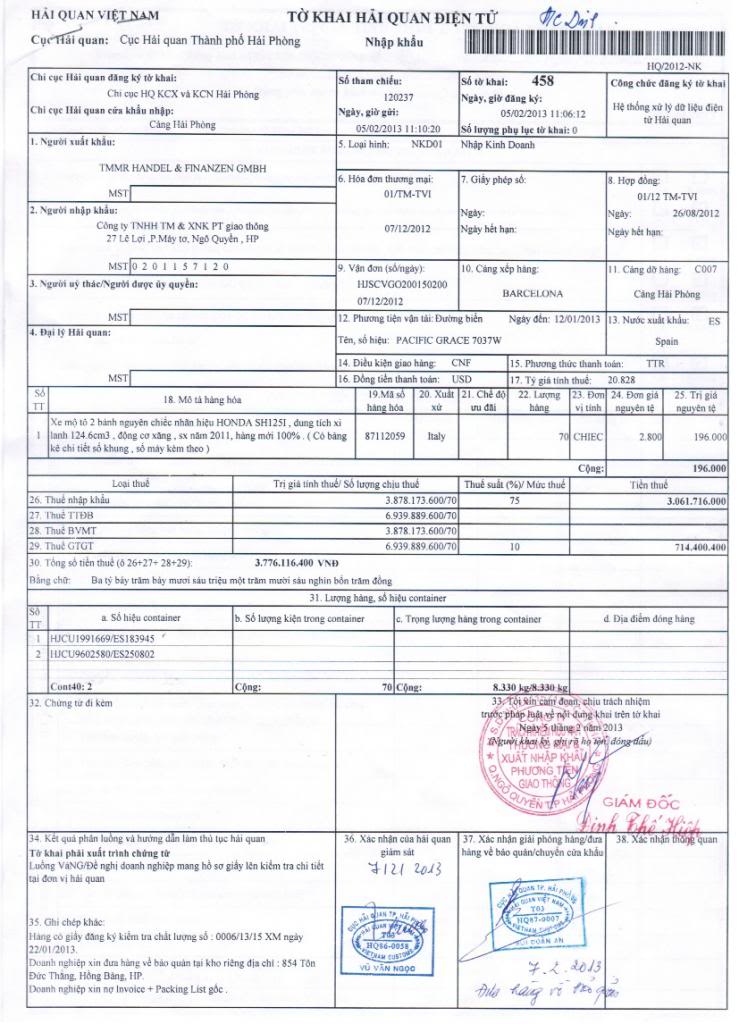 HẢI QUAN VIỆT NAM
TỜ KHAI HẢI QUAN ĐIỆN TỬ
Cục Hải quan: Cục Hải quan Thành phố Hải Phòng
Nhập khẩu
HQ/2012-NK
Chi cục Hải quan đăng ký tờ khai:
Chi cục HQ KCX và KCN Hải Phòng
Chi cục Hải quan cửa khẩu nhập:
Cảng Hải Phòng
Số tham chiếu:
120237
Ngày, giờ gửi:
05/02/2013 11:10:20
Số tờ khai: 458
Ngày, giờ đăng ký:
05/02/2013 11:06:12
Số lượng phụ lục tờ khai: 0
Công chức đăng ký tờ khai
Hệ thống xử lý dữ liệu điện
tử Hải quan
1. Người xuất khẩu:
TMMR HANDEL & FINANZEN GMBH
MST
5. Loại hình: NKD01 Nhập Kinh Doanh
6. Hóa đơn thương mại:
01/TM-TVI
07/12/2012
7. Giấy phép số:
Ngày:
Ngày hết hạn:
8. Hợp đồng:
01/12 TM-TVI
Ngày: 26/08/2012
Ngày hết hạn:
2. Người nhập khẩu:
Công ty TNHH TM & XNK PT giao thông
27 Lê Lợi ,P.Máy tơ, Ngô Quyền , HP
MST 0 2 0 1 1 5 7 1 2 0
9. Vận đơn (số/ngày):
HJSCVGO200150200
07/12/2012
10. Cảng xếp hàng:
BARCELONA
11. Cảng dỡ hàng: C007
Cảng Hải Phòng
3. Người uỷ thác/Người được ủy quyền:
MST
12. Phương tiện vận tải: Đường biển Ngày đến: 12/01/2013
Tên, số hiệu: PACIFIC GRACE 7037W
13. Nước xuất khẩu: ES
Spain
4. Đại lý Hải quan:
MST
14. Điều kiện giao hàng: CNF
15. Phương thức thanh toán: TTR
16. Đồng tiền thanh toán: USD
17. Tỷ giá tính thuế: 20.828
Số TT
18. Mô tả hàng hóa
19.Mã số hàng hóa
20. Xuất xứ
21. Chế độ ưu đãi
22. Lượng hàng
23. Đơn vị tính
24. Đơn giá nguyên tệ
25. Trị giá nguyên tệ
1 Xe mô tô 2 bánh nguyên chiếc nhãn hiệu HONDA SH125I , dung tích xi
lanh 124.6cm3 , động cơ xăng , sx năm 2011, hàng mới 100% . ( Có bảng
kê chi tiết số khung , số máy kèm theo )
87112059 Italy 70 CHIEC 2.800 196.000
Cộng: 196.000
Loại thuế Trị giá tính thuế/ Số lượng chịu thuế Thuế suất (%)/ Mức thuế Tiền thuế
26. Thuế nhập khẩu 3.878.173.600/70 75 3.061.716.000
27. Thuế TTĐB 6.939.889.600/70
28. Thuế BVMT 3.878.173.600/70
29. Thuế GTGT 6.939.889.600/70 10 714.400.400
30. Tổng số tiền thuế (ô 26+27+ 28+29): 3.776.116.400 VNĐ
Bằng chữ: Ba tỷ bảy trăm bảy mươi sáu triệu một trăm mười sáu nghìn bốn trăm đồng
31. Lượng hàng, số hiệu container
Số TT
a. Số hiệu container
b. Số lượng kiện trong container
c. Trọng lượng hàng trong container
d. Địa điểm đóng hàng
1 HJCU1991669/ES183945
2 HJCU9602580/ES250802
Cont40: 2 Cộng: 70 Cộng: 8.330 kg/8.330 kg
32. Chứng từ đi kèm
33. Tôi xin cam đoan, chịu trách nhiệm
trước pháp luật về nội dung khai trên tờ khai
Ngày 5 tháng 2 năm 2013
(Người khai ký, ghi rõ họ tên, đóng dấu)
XUẤT NHẬP KHẨU
PHƯƠNG TIỆN
GIAO THÔNG
GIÁM ĐỐC
Đinh Thế Hiệp
34. Kết quả phân luồng và hướng dẫn làm thủ tục hải quan
Tờ khai phải xuất trình chứng từ
Luồng VàNG/Đề nghị doanh nghiệp mang hồ sơ giấy lên kiểm tra chi tiết
tại đơn vị hải quan
35. Ghi chép khác:
Hàng có giấy đăng ký kiểm tra chất lượng số : 0006/13/15 XM ngày
22/01/2013.
Doanh nghiệp xin đưa hàng về bảo quản tại kho riêng địa chỉ : 854 Tôn
Đức Thắng, Hồng Bàng, HP.
Doanh nghiệp xin nợ Invoice + Packing List gốc .
36. Xác nhận của hải quan
giám sát
7/2/ 2013
CỤC HẢI QUAN TP. HẢI PHÒNG
HẢI QUAN VIỆT NAM
T03
HQ86-0058
VIETNAM CUSTOMS
VŨ VĂN NGỌC
37. Xác nhận giải phóng hàng/đưa
hàng về bảo quản/chuyển cửa khẩu
CỤC HẢI QUAN TP. HẢI PHÒNG
HẢI QUAN VIỆT NAM
T03
HQ87-0007
VIETNAM CUSTOMS
BÙI DOÃN AN
7.2.2013
Đưa hàng về bảo quản
38. Xác nhận thông quan